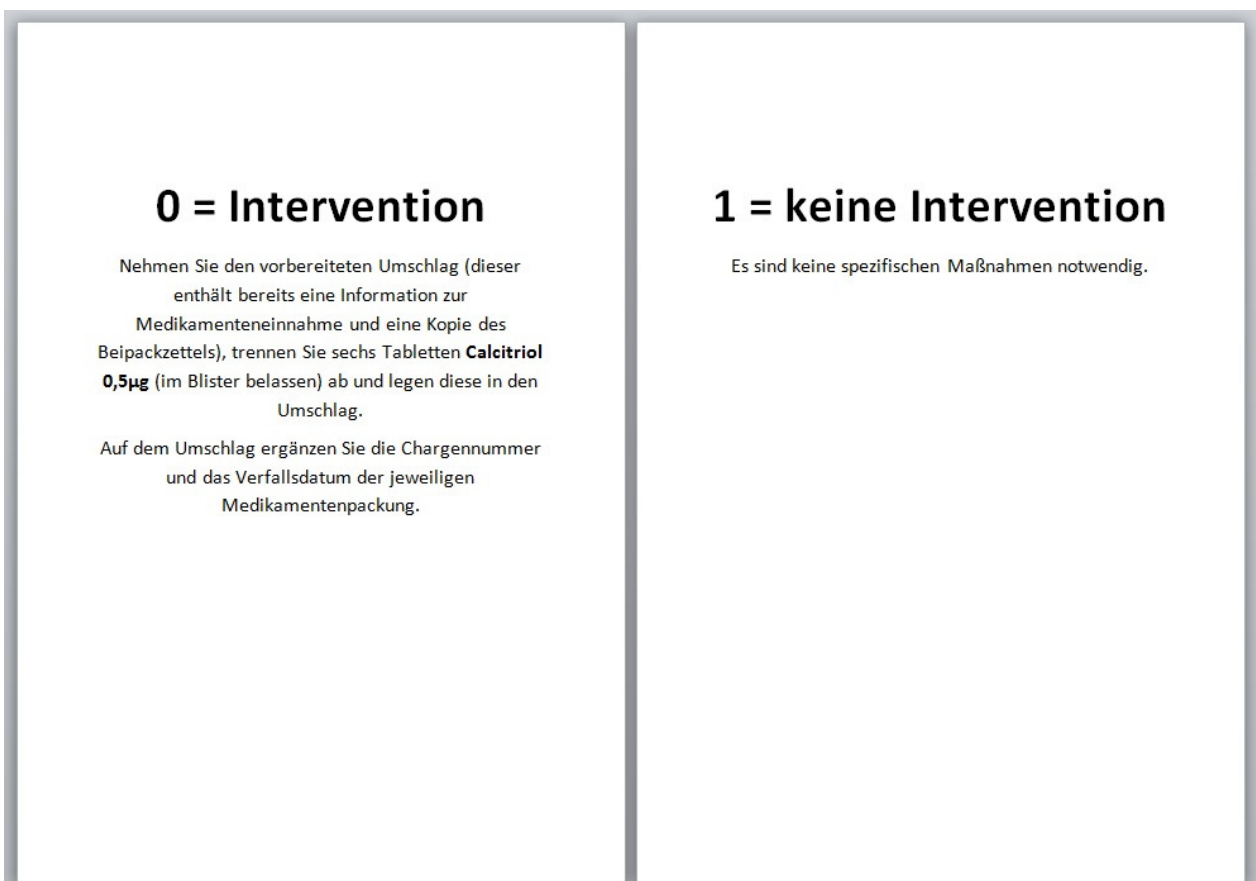 0 = Intervention
Nehmen Sie den vorbereiteten Umschlag (dieser
enthält bereits eine Information zur
Medikamenteneinnahme und eine Kopie des
Beipackzettels), trennen Sie sechs Tabletten Calcitriol
0,5µg (im Blister belassen) ab und legen diese in den
Umschlag.
Auf dem Umschlag ergänzen Sie die Chargennummer
und das Verfallsdatum der jeweiligen
Medikamentenpackung.
1 = keine Intervention
Es sind keine spezifischen Maßnahmen notwendig.